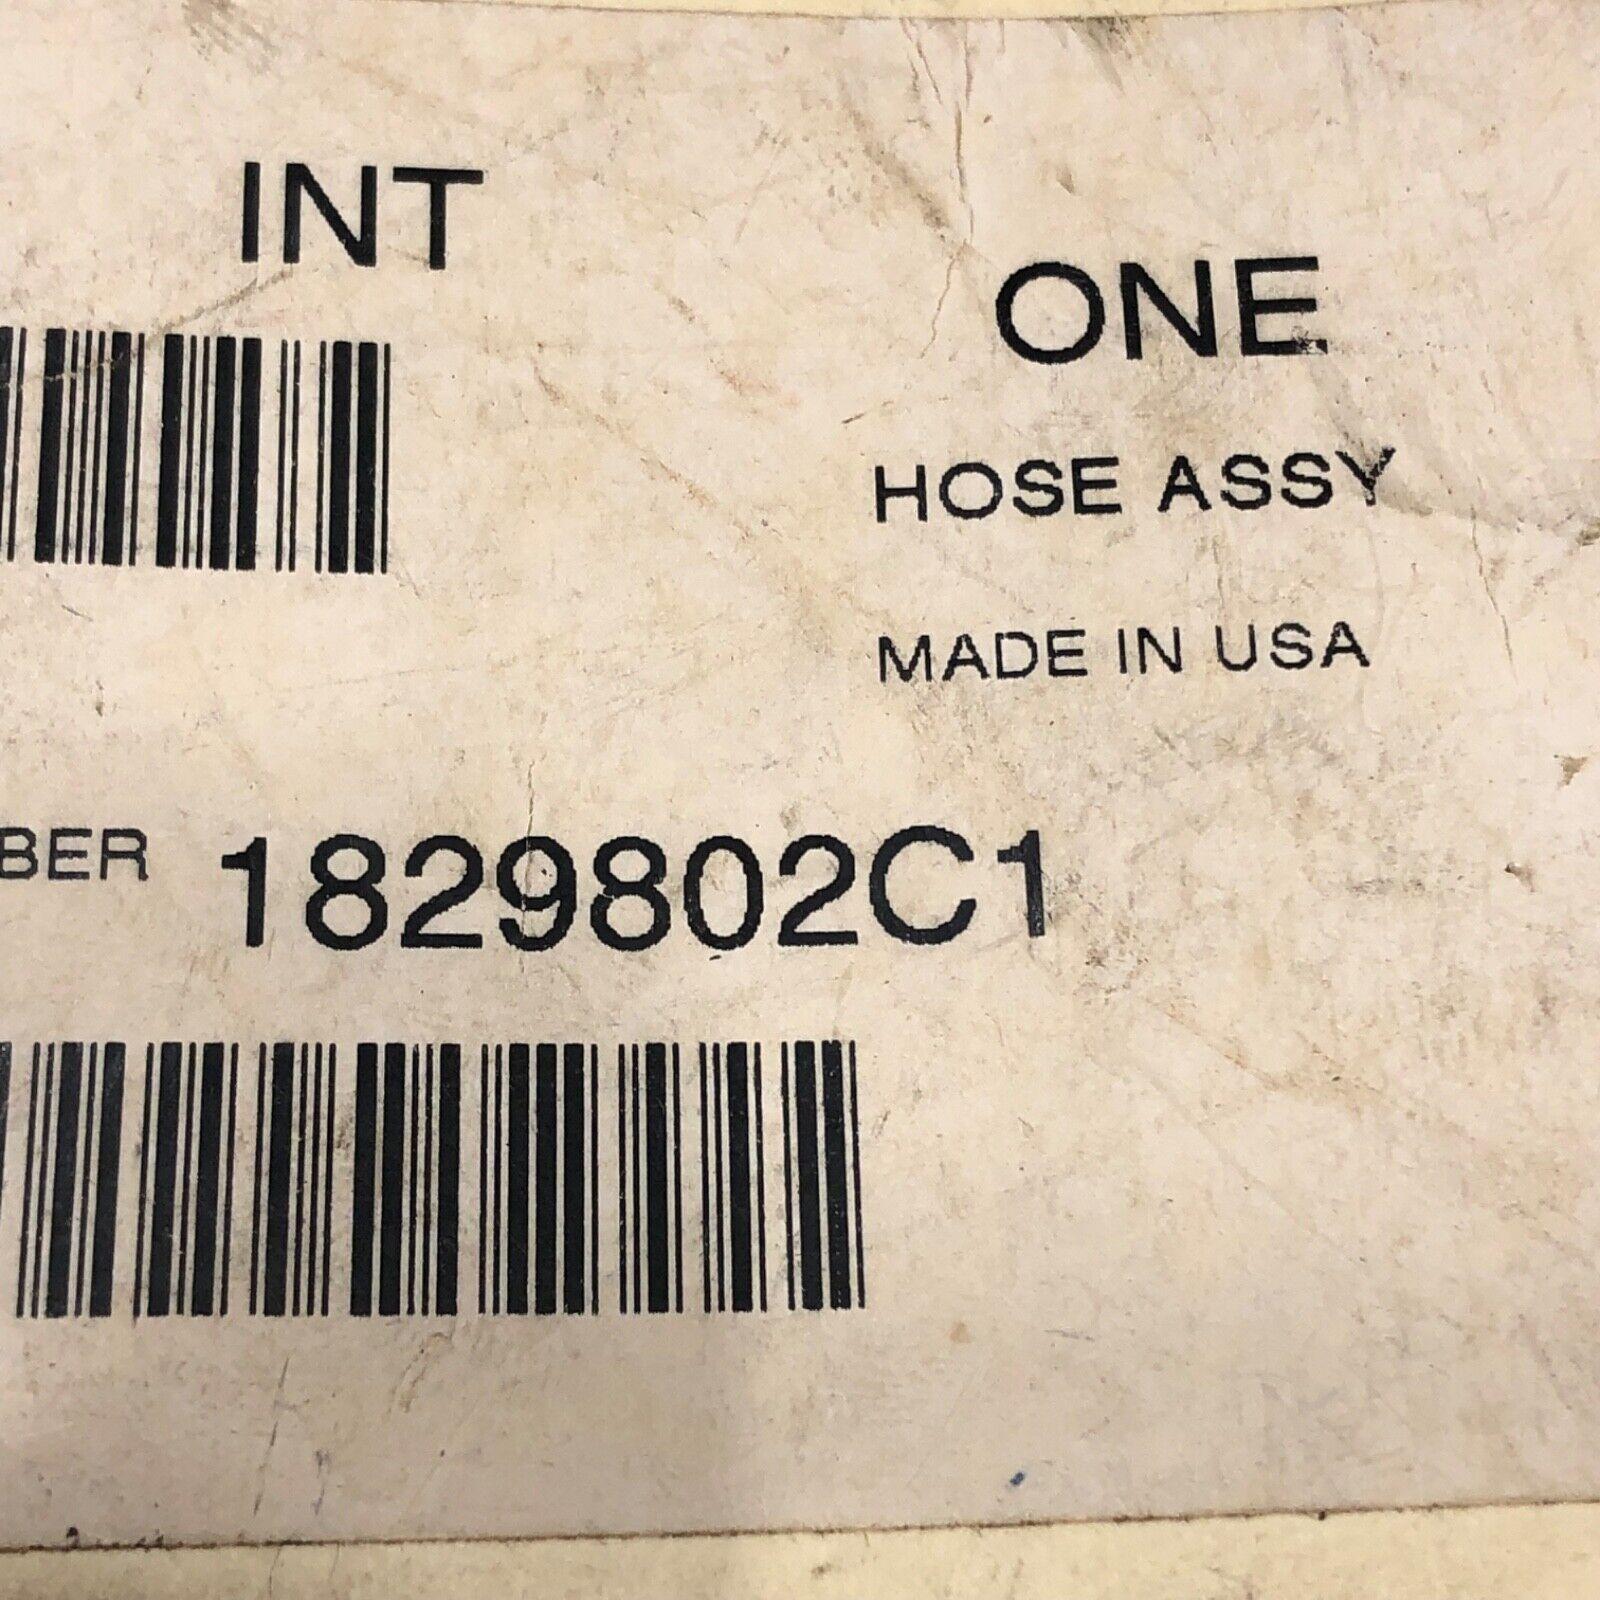 INT
ONE
HOSE ASSY
MADE IN USA
BER 1829802C1